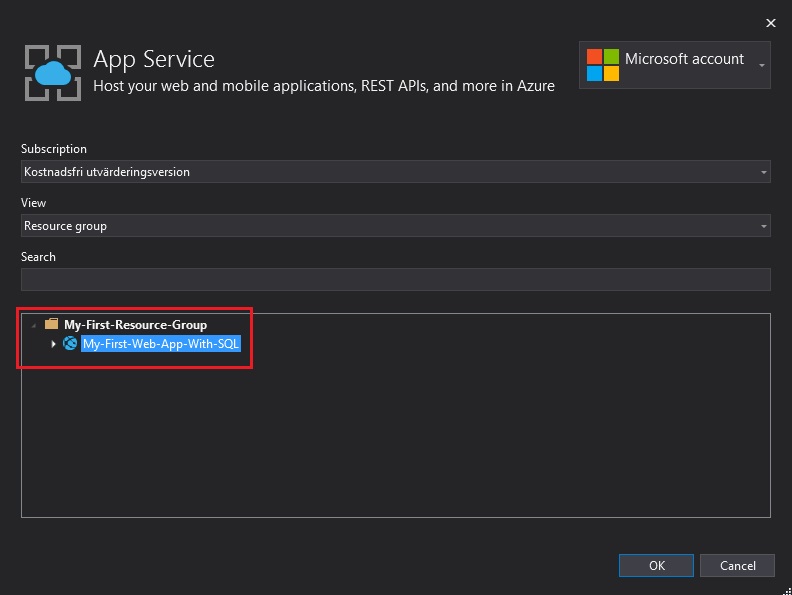 App Service
Host your web and mobile applications, REST APIs, and more in Azure
Microsoft account
Subscription
Kostnadsfri utvärderingsversion
View
Resource group
Search
My-First-Resource-Group
My-First-Web-App-With-SQL
OK
Cancel